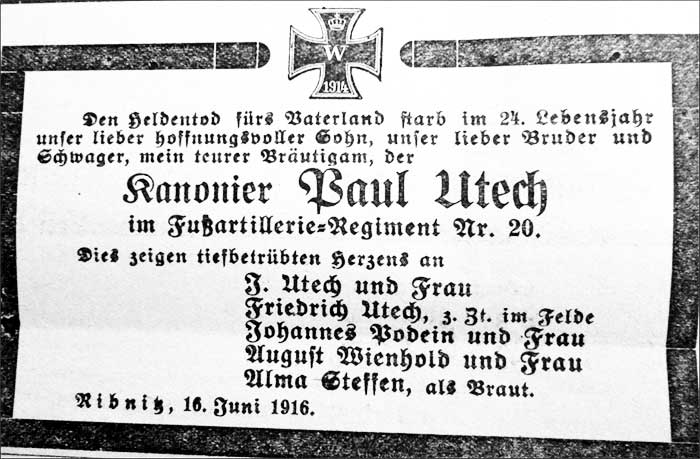 W
1914
Den Heldentod fürs Vaterland starb im 24. Lebensjahr
unser lieber hoffnungsvoller Sohn, unser lieber Bruder und
Schwager, mein teurer Bräutigam, der
Kanonier Paul Utech
im Fußartillerie-Regiment Nr. 20.
Dies zeigen tiefbetrübten Herzens an
J. Utech und Frau
Friedrich Utech, z. Zt. im Felde
Johannes Podein und Frau
August Wienhold und Frau
Alma Steffen, als Braut.
Ribnitz, 16. Juni 1916.